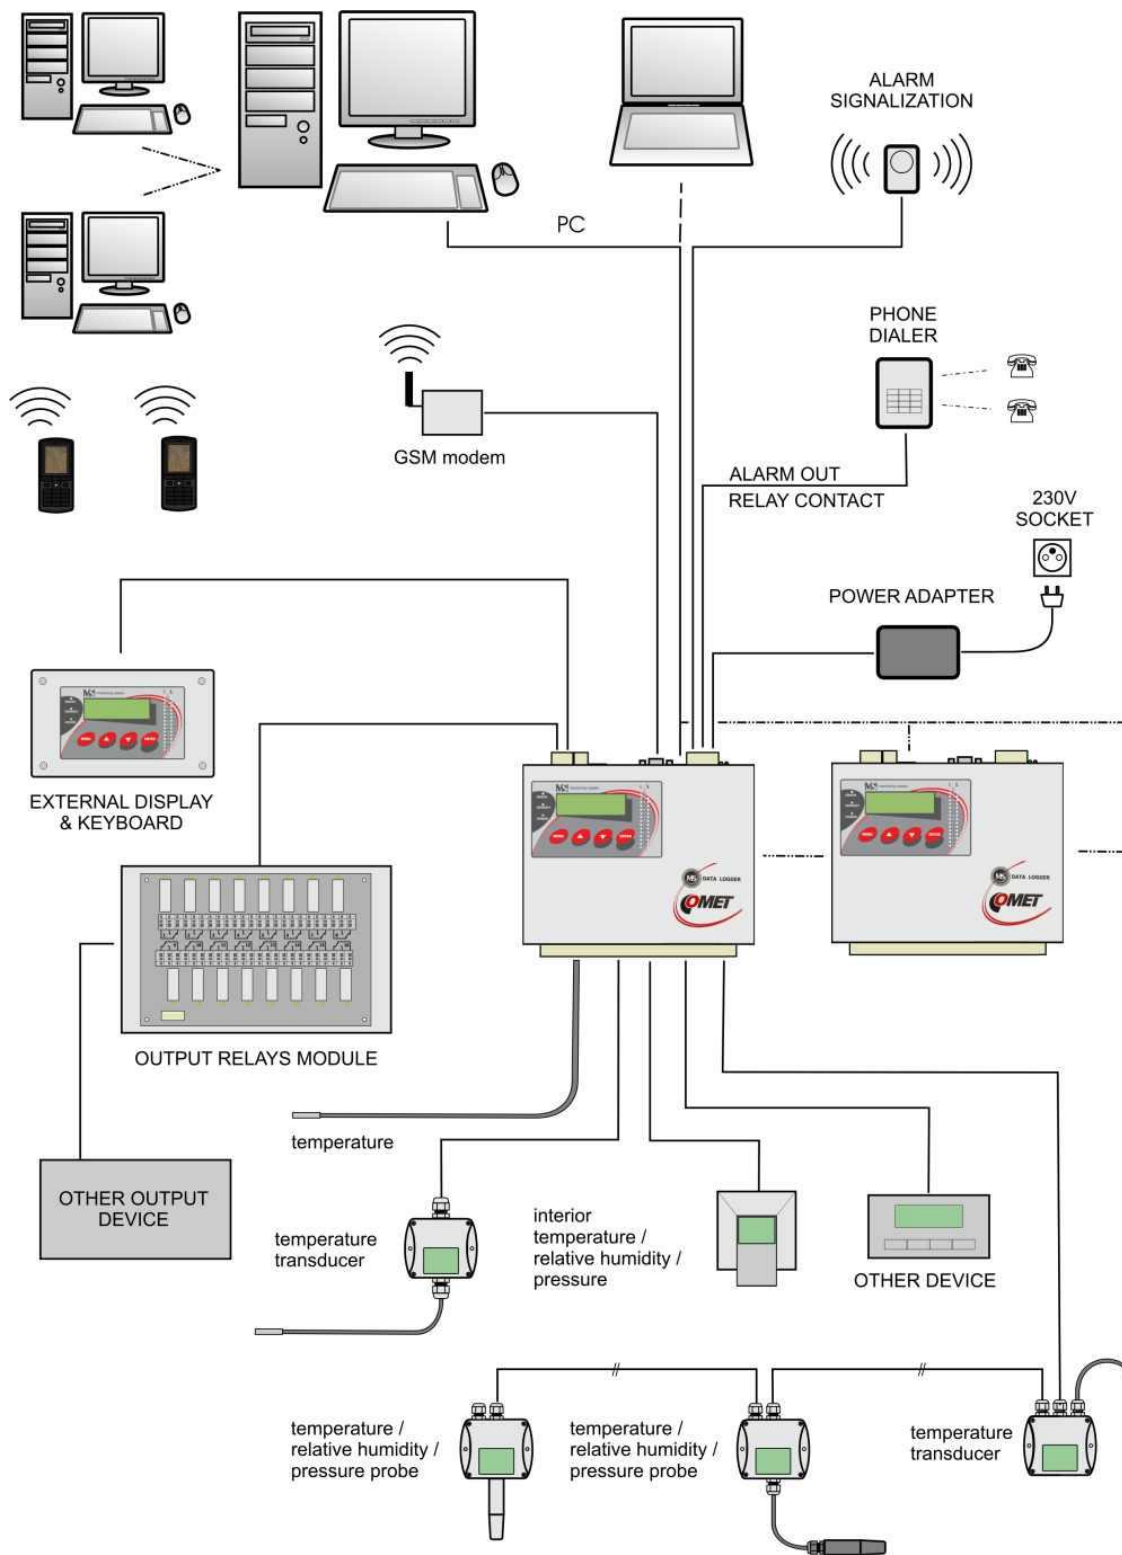 ALARM
SIGNALIZATION
PC
PHONE
DIALER
GSM modem
ALARM OUT
RELAY CONTACT
230V
SOCKET
POWER ADAPTER
EXTERNAL DISPLAY
& KEYBOARD
DATA LOGGER
COMET
DATA LOGGER
COMET
OUTPUT RELAYS MODULE
temperature
OTHER OUTPUT
DEVICE
temperature
transducer
interior
temperature /
relative humidity /
pressure
OTHER DEVICE
temperature /
relative humidity /
pressure probe
temperature /
relative humidity /
pressure probe
temperature
transducer